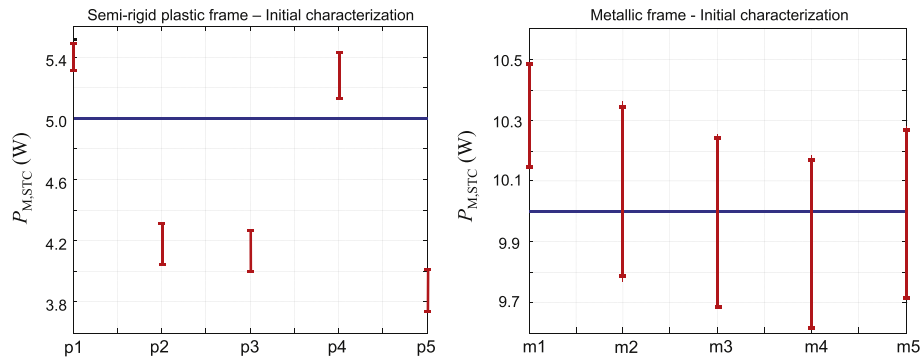 Semi-rigid plastic frame – Initial characterization
P_M,STC (W)
5.4
5.0
4.6
4.2
3.8
p1 p2 p3 p4 p5
Metallic frame - Initial characterization
P_M,STC (W)
10.5
10.3
10.1
9.9
9.7
m1 m2 m3 m4 m5